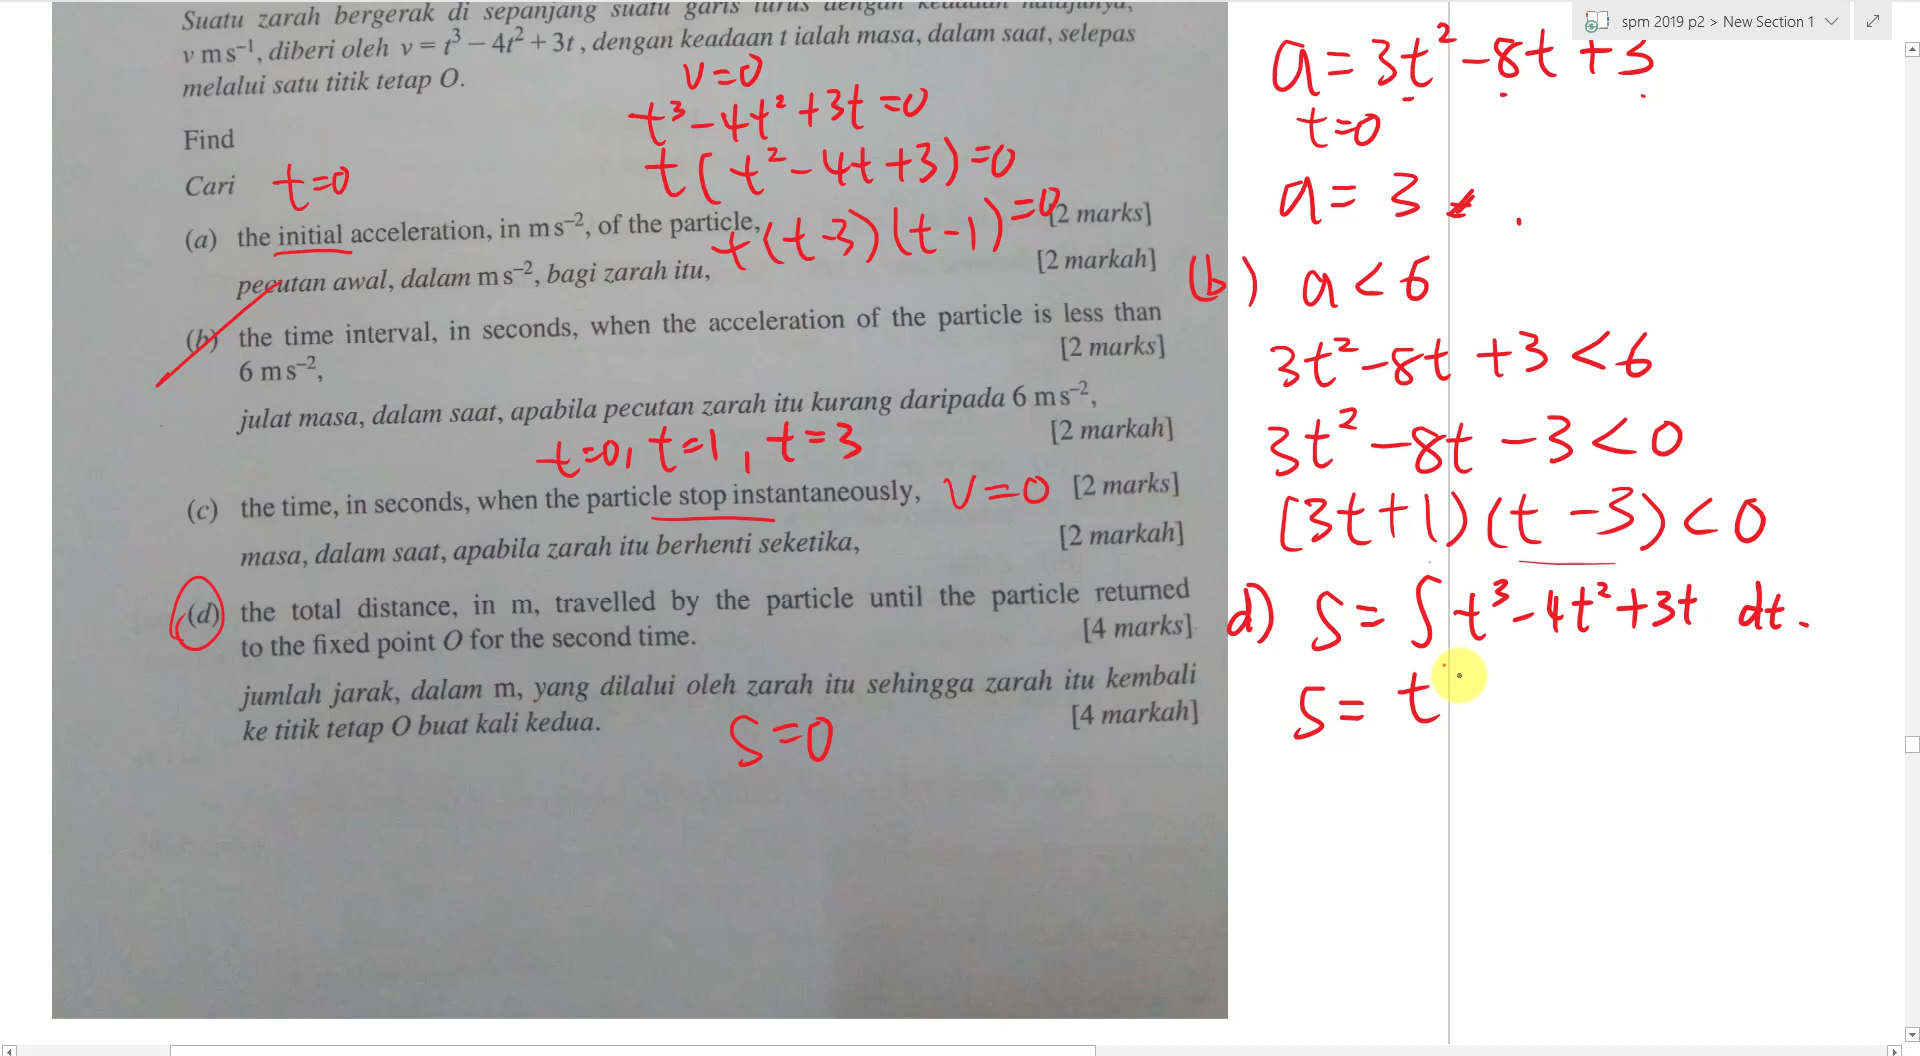 Suatu zarah bergerak di sepanjang suatu garis lurus dengan keadaan halajunya,
v m s⁻¹, diberi oleh v = t³ – 4t² + 3t, dengan keadaan t ialah masa, dalam saat, selepas
melalui satu titik tetap O.
v=0
t³-4t²+3t=0
t(t²-4t+3)=0
t(t-3)(t-1)=0
Find
Cari
t=0
(a) the initial acceleration, in m s⁻², of the particle,
[2 marks]
pecutan awal, dalam m s⁻², bagi zarah itu,
[2 markah]
(b) the time interval, in seconds, when the acceleration of the particle is less than
6 m s⁻²,
[2 marks]
julat masa, dalam saat, apabila pecutan zarah itu kurang daripada 6 m s⁻²,
[2 markah]
t=0, t=1, t=3
(c) the time, in seconds, when the particle stop instantaneously,
v=0
[2 marks]
masa, dalam saat, apabila zarah itu berhenti seketika,
[2 markah]
(d) the total distance, in m, travelled by the particle until the particle returned
to the fixed point O for the second time.
[4 marks]
jumlah jarak, dalam m, yang dilalui oleh zarah itu sehingga zarah itu kembali
ke titik tetap O buat kali kedua.
[4 markah]
S=0
spm 2019 p2 > New Section 1
a=3t²-8t+3
t=0
a=3
(b) a<6
3t²-8t+3<6
3t²-8t-3<0
(3t+1)(t-3)<0
d) S=∫t³-4t²+3t dt.
S= t